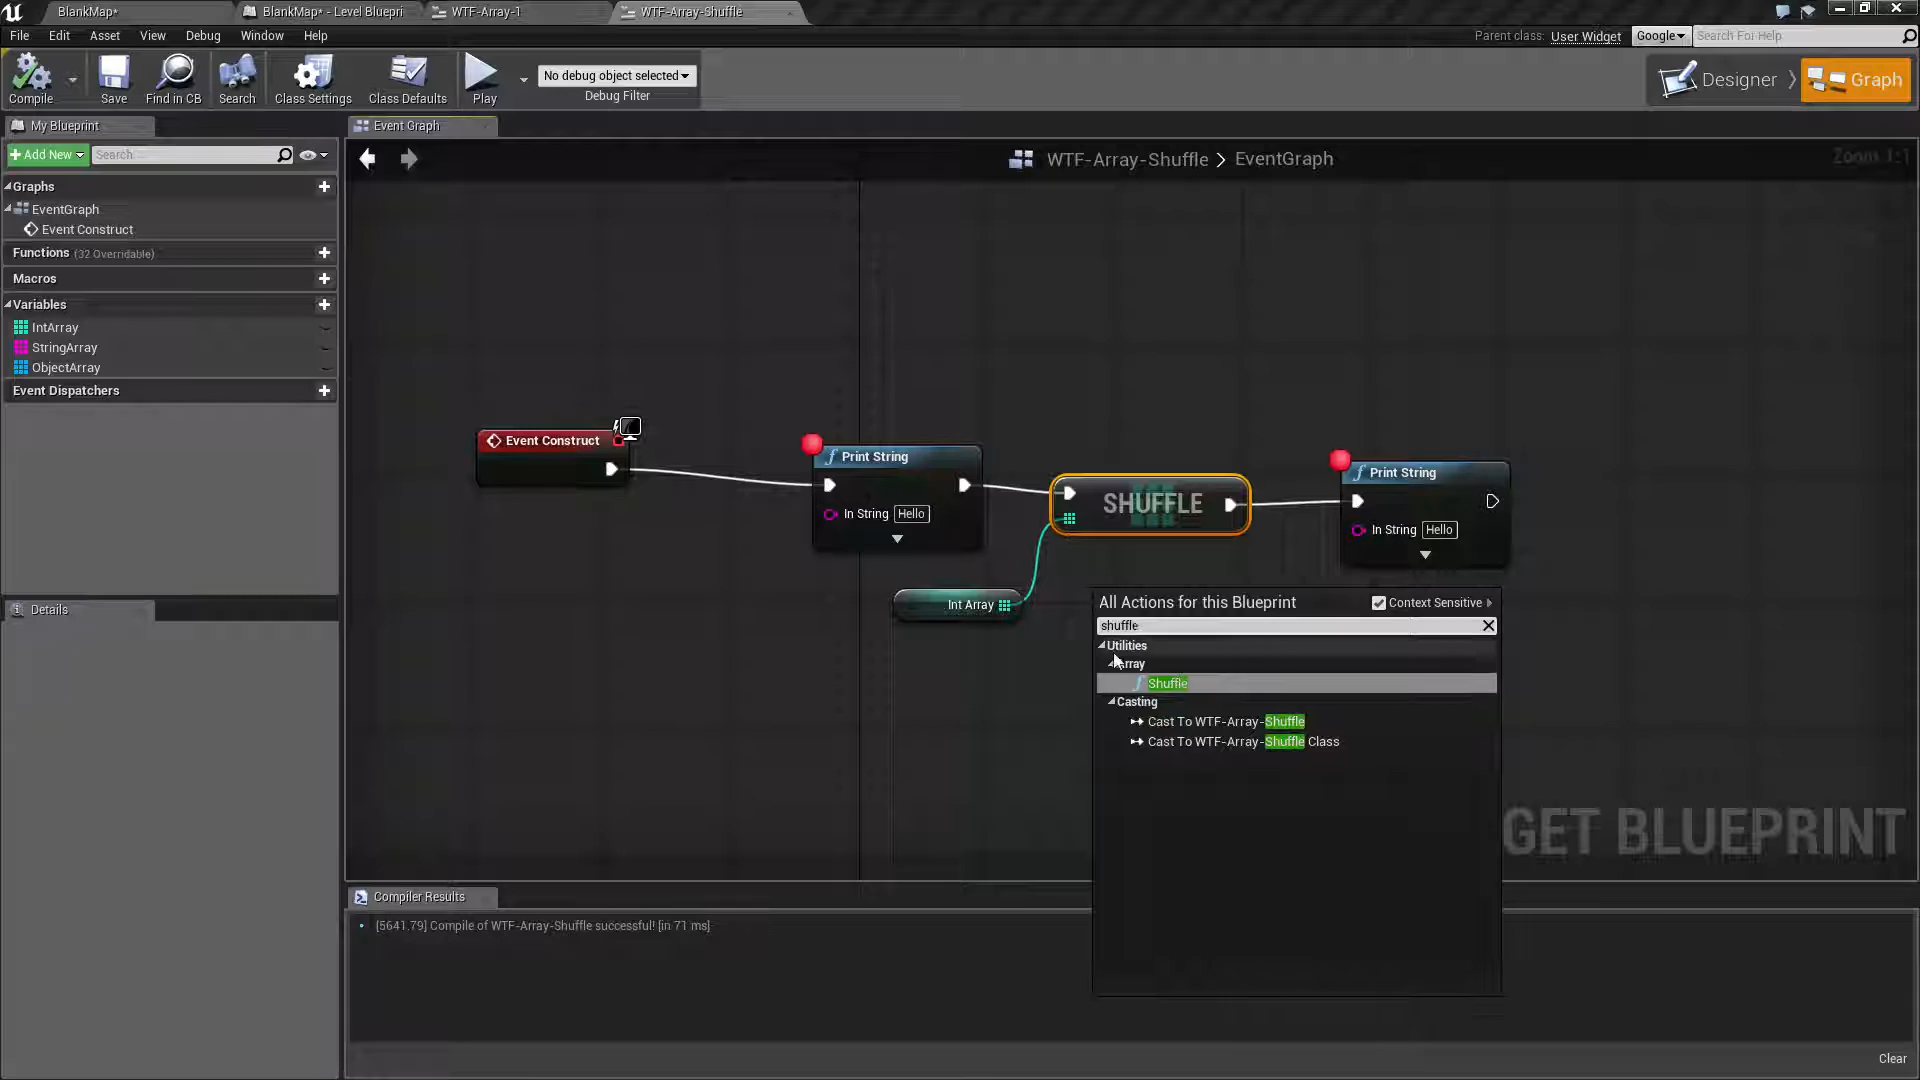 BlankMap*
BlankMap* - Level Bluepri
WTF-Array-1
WTF-Array-Shuffle
File Edit Asset View Debug Window Help
Parent class: User Widget
Google
Search For Help
Compile
Save
Find in CB
Search
Class Settings
Class Defaults
Play
No debug object selected
Debug Filter
Designer
Graph
My Blueprint
Event Graph
Add New
Search
WTF-Array-Shuffle > EventGraph
Zoom 1:1
Graphs
EventGraph
Event Construct
Functions (32 Overridable)
Macros
Variables
IntArray
StringArray
ObjectArray
Event Dispatchers
Details
Event Construct
Print String
In String Hello
SHUFFLE
Print String
In String Hello
Int Array
All Actions for this Blueprint
Context Sensitive
shuffle
Utilities
Array
Shuffle
Casting
Cast To WTF-Array-Shuffle
Cast To WTF-Array-Shuffle Class
GET BLUEPRINT
Compiler Results
[5641.79] Compile of WTF-Array-Shuffle successful! [in 71 ms]
Clear